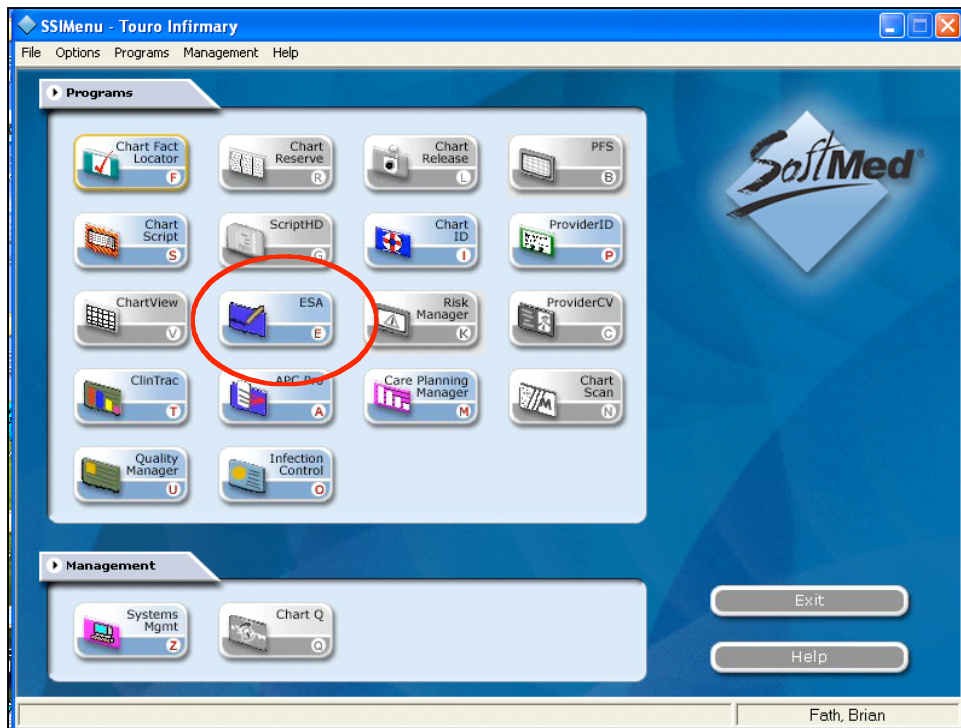 SSIMenu - Touro Infirmary
File Options Programs Management Help
Programs
Chart Fact
Locator
F
Chart
Reserve
R
Chart
Release
L
PFS
B
Chart
Script
S
ScriptHD
G
Chart
ID
I
ProviderID
P
ChartView
V
ESA
E
Risk
Manager
K
ProviderCV
C
ClinTrac
T
APC Pro
A
Care Planning
Manager
M
Chart
Scan
N
Quality
Manager
U
Infection
Control
O
SoftMed®
Management
Systems
Mgmt
Z
Chart Q
Q
Exit
Help
Fath, Brian